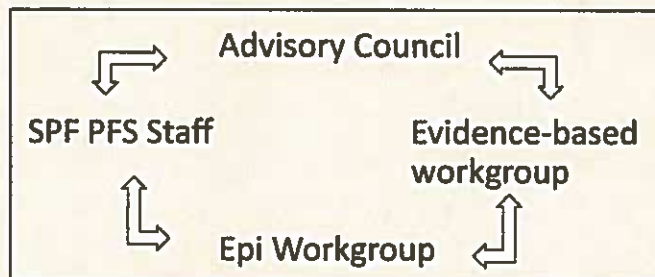 Advisory Council
SPF PFS Staff
Evidence-based
workgroup
Epi Workgroup